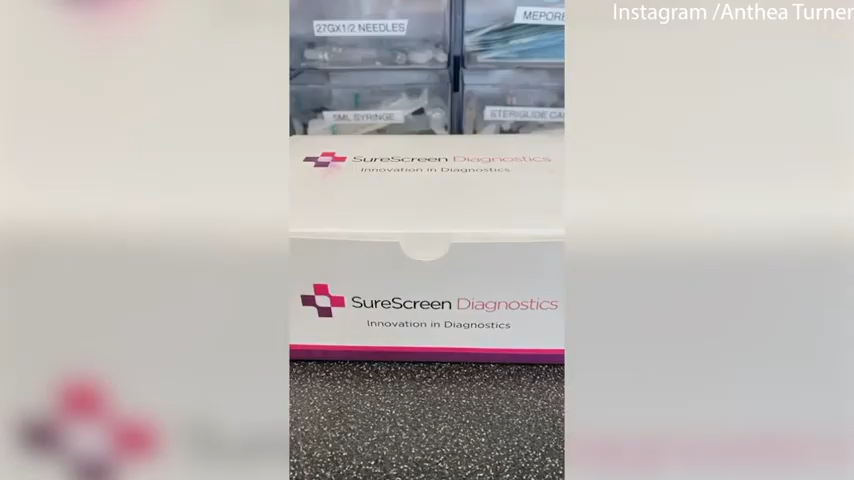 Instagram /Anthea Turner
27GX1/2 NEEDLES
MEPORE
5ML SYRINGE
STERIGLIDE CA
SureScreen Diagnostics
Innovation in Diagnostics
SureScreen Diagnostics
Innovation in Diagnostics